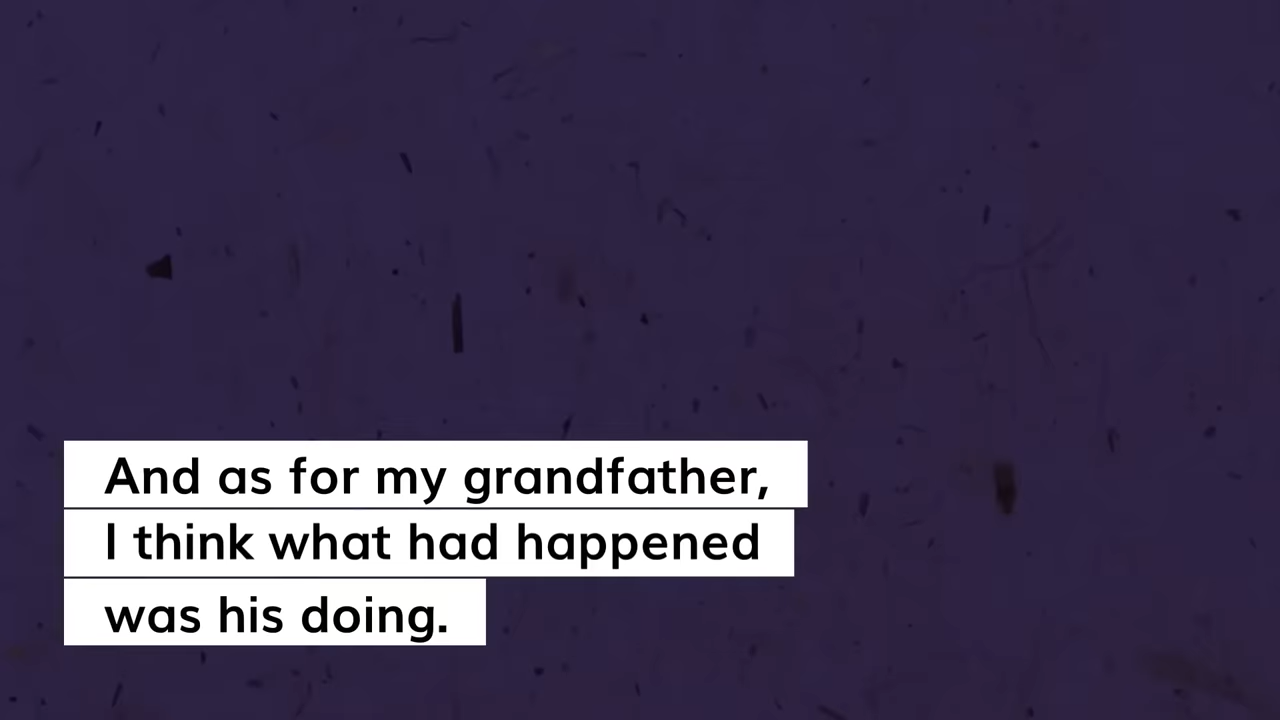 And as for my grandfather,
I think what had happened
was his doing.